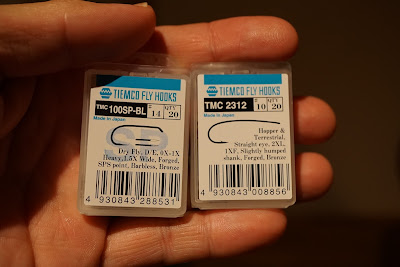 TIEMCO FLY HOOKS
TMC 100SP-BL # 14 QTY 20
Made in Japan
SP
Dry Fly, D/E, 0X-1X
Heavy, 1.5X Wide, Forged,
SPS point, Barbless, Bronze
4 930843 288531
TIEMCO FLY HOOKS
TMC 2312 # 10 QTY 20
Made in Japan
Hopper &
Terrestrial,
Straight eye, 2XL,
1XF, Slightly humped
shank, Forged, Bronze
4 930843 008856